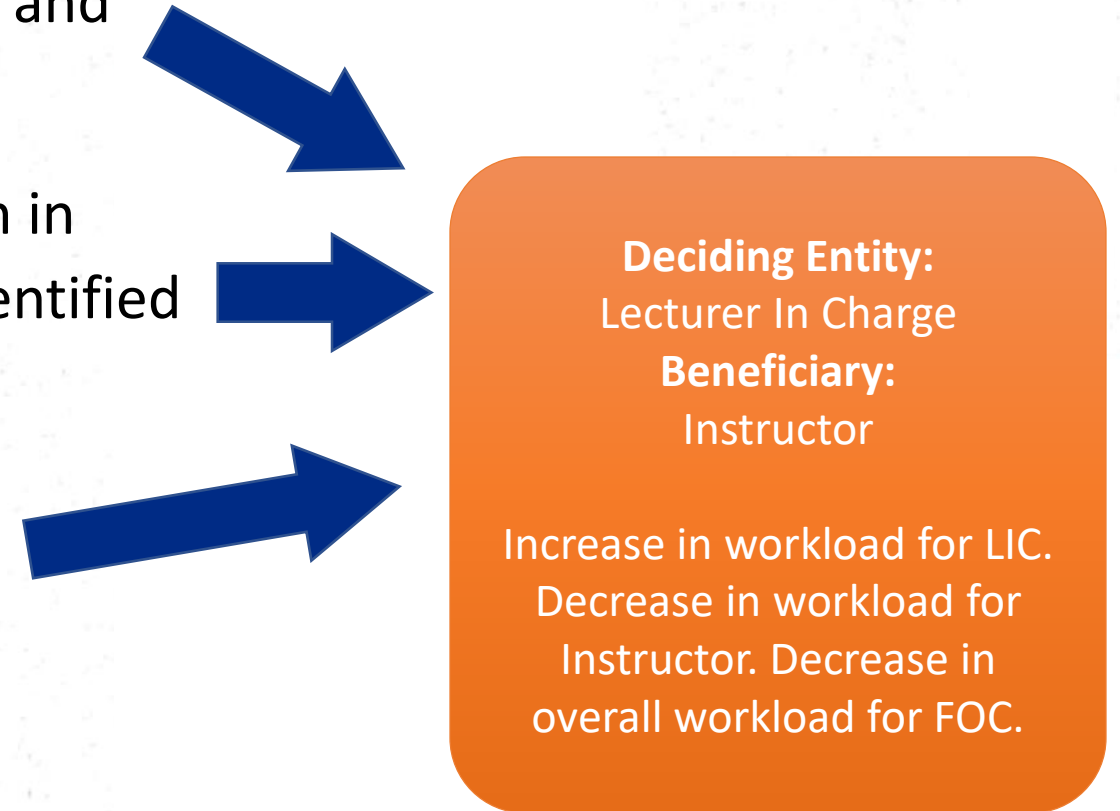 and
in
Deciding Entity:
Lecturer In Charge
Beneficiary:
Instructor
Increase in workload for LIC.
Decrease in workload for
Instructor. Decrease in
overall workload for FOC.